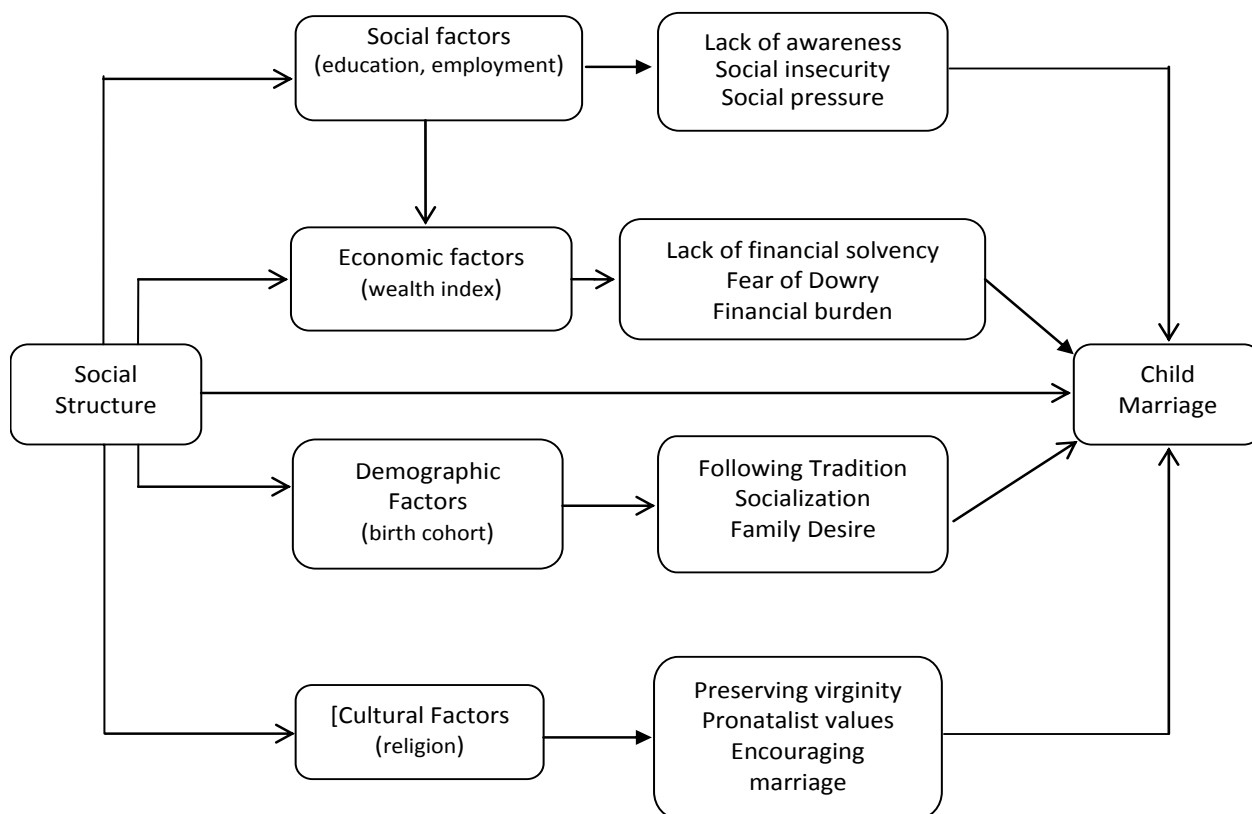 Social factors
(education, employment)
Lack of awareness
Social insecurity
Social pressure
Economic factors
(wealth index)
Lack of financial solvency
Fear of Dowry
Financial burden
Social
Structure
Child
Marriage
Demographic
Factors
(birth cohort)
Following Tradition
Socialization
Family Desire
[Cultural Factors
(religion)
Preserving virginity
Pronatalist values
Encouraging
marriage